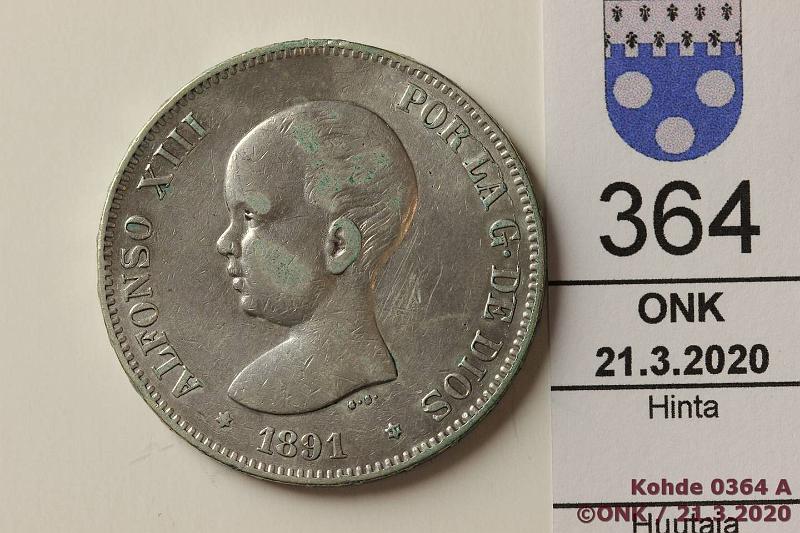 ALFONSO XIII POR LA G. DE DIOS
G.S.
1891
364
ONK
21.3.2020
Hinta
Kohde 0364 A
©ONK / 21.3.2020
Huutaja